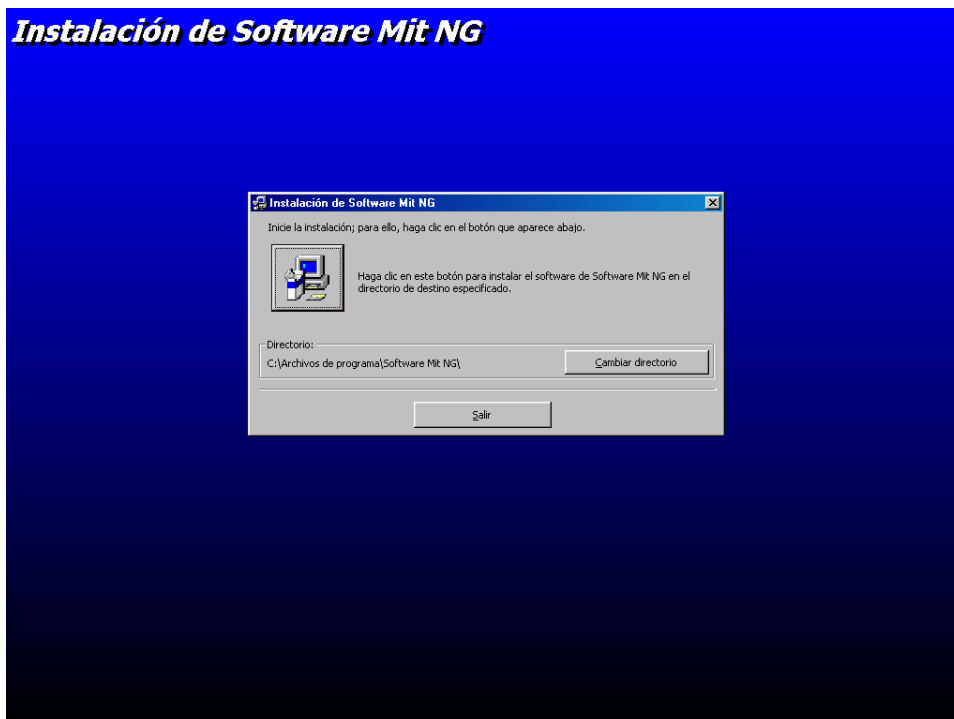 Instalación de Software Mit NG
Instalación de Software Mit NG
Inicie la instalación; para ello, haga clic en el botón que aparece abajo.
Haga clic en este botón para instalar el software de Software Mit NG en el
directorio de destino especificado.
Directorio:
C:\Archivos de programa\Software Mit NG\
Cambiar directorio
Salir